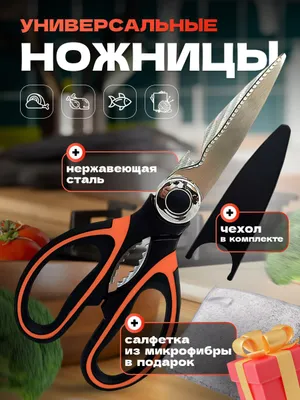 УНИВЕРСАЛЬНЫЕ
НОЖНИЦЫ
нержавеющая
сталь
чехол
в комплекте
салфетка
из микрофибры
в подарок